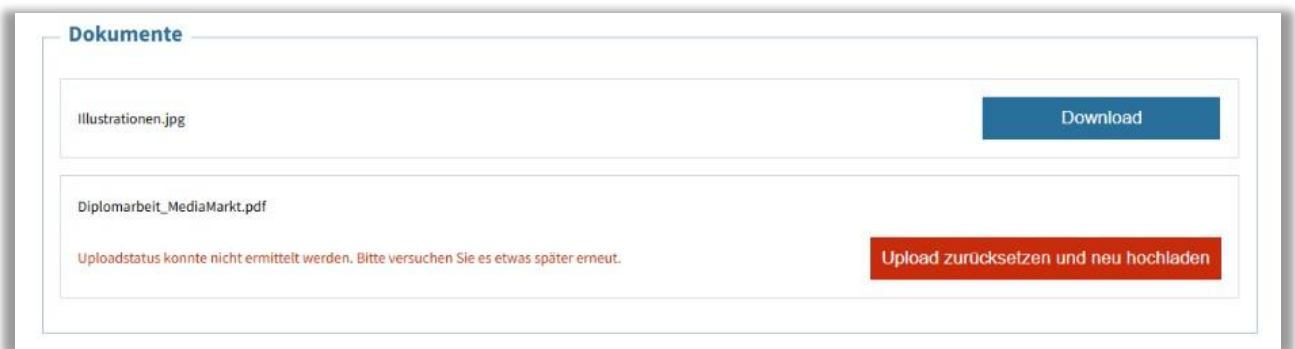 Dokumente
Illustrationen.jpg
Download
Diplomarbeit_MediaMarkt.pdf
Uploadstatus konnte nicht ermittelt werden. Bitte versuchen Sie es etwas später erneut.
Upload zurücksetzen und neu hochladen